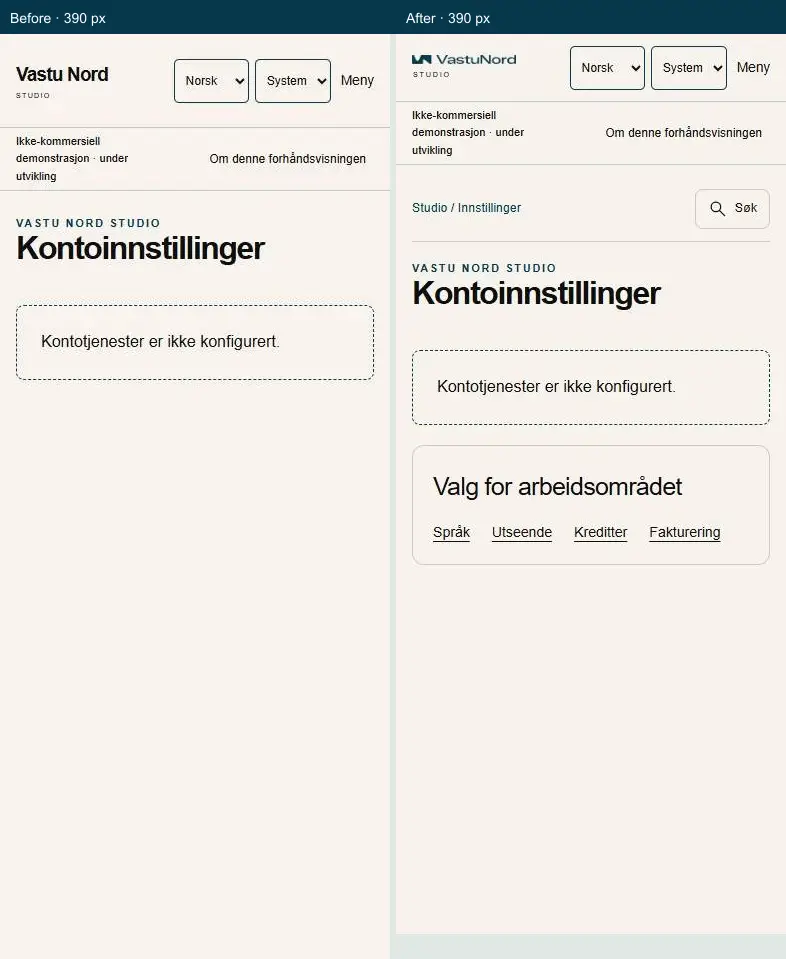 Before · 390 px
Vastu Nord
STUDIO
Norsk
System
Meny
Ikke-kommersiell
demonstrasjon · under
utvikling
Om denne forhåndsvisningen
VASTU NORD STUDIO
Kontoinnstillinger
Kontotjenester er ikke konfigurert.
After · 390 px
VastuNord
STUDIO
Norsk
System
Meny
Ikke-kommersiell
demonstrasjon · under
utvikling
Om denne forhåndsvisningen
Studio / Innstillinger
Søk
VASTU NORD STUDIO
Kontoinnstillinger
Kontotjenester er ikke konfigurert.
Valg for arbeidsområdet
Språk Utseende Kreditter Fakturering